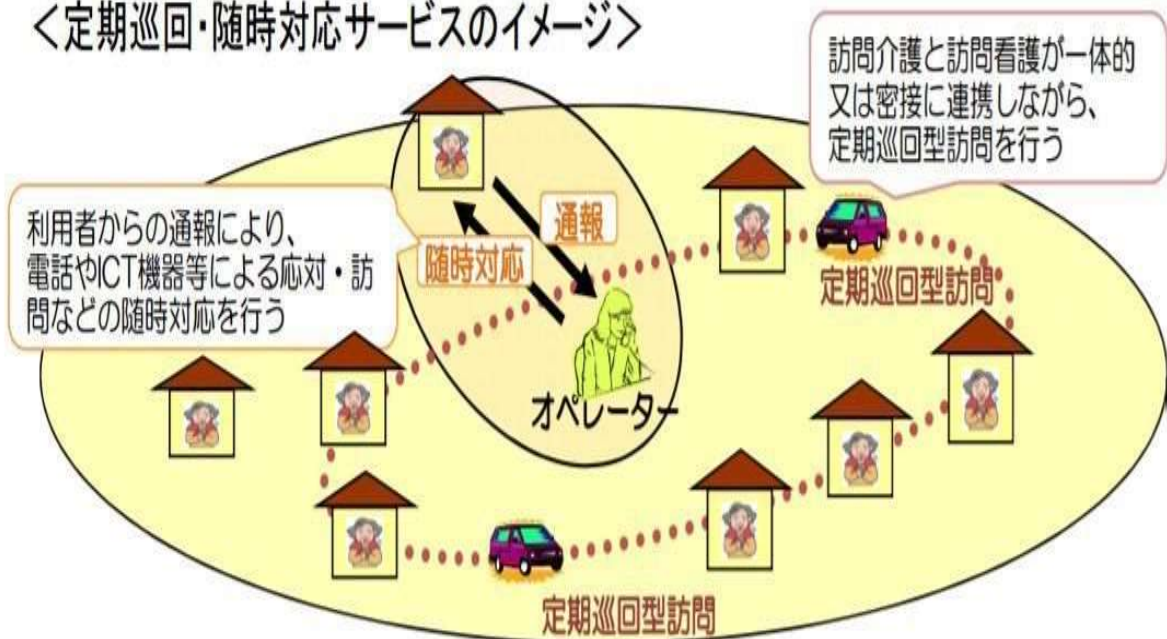 ＜定期巡回･随時対応サービスのイメージ＞
訪問介護と訪問看護が一体的
又は密接に連携しながら、
定期巡回型訪問を行う
利用者からの通報により、
電話やICT機器等による応対・訪
問などの随時対応を行う
通報
随時対応
定期巡回型訪問
オペレーター
定期巡回型訪問